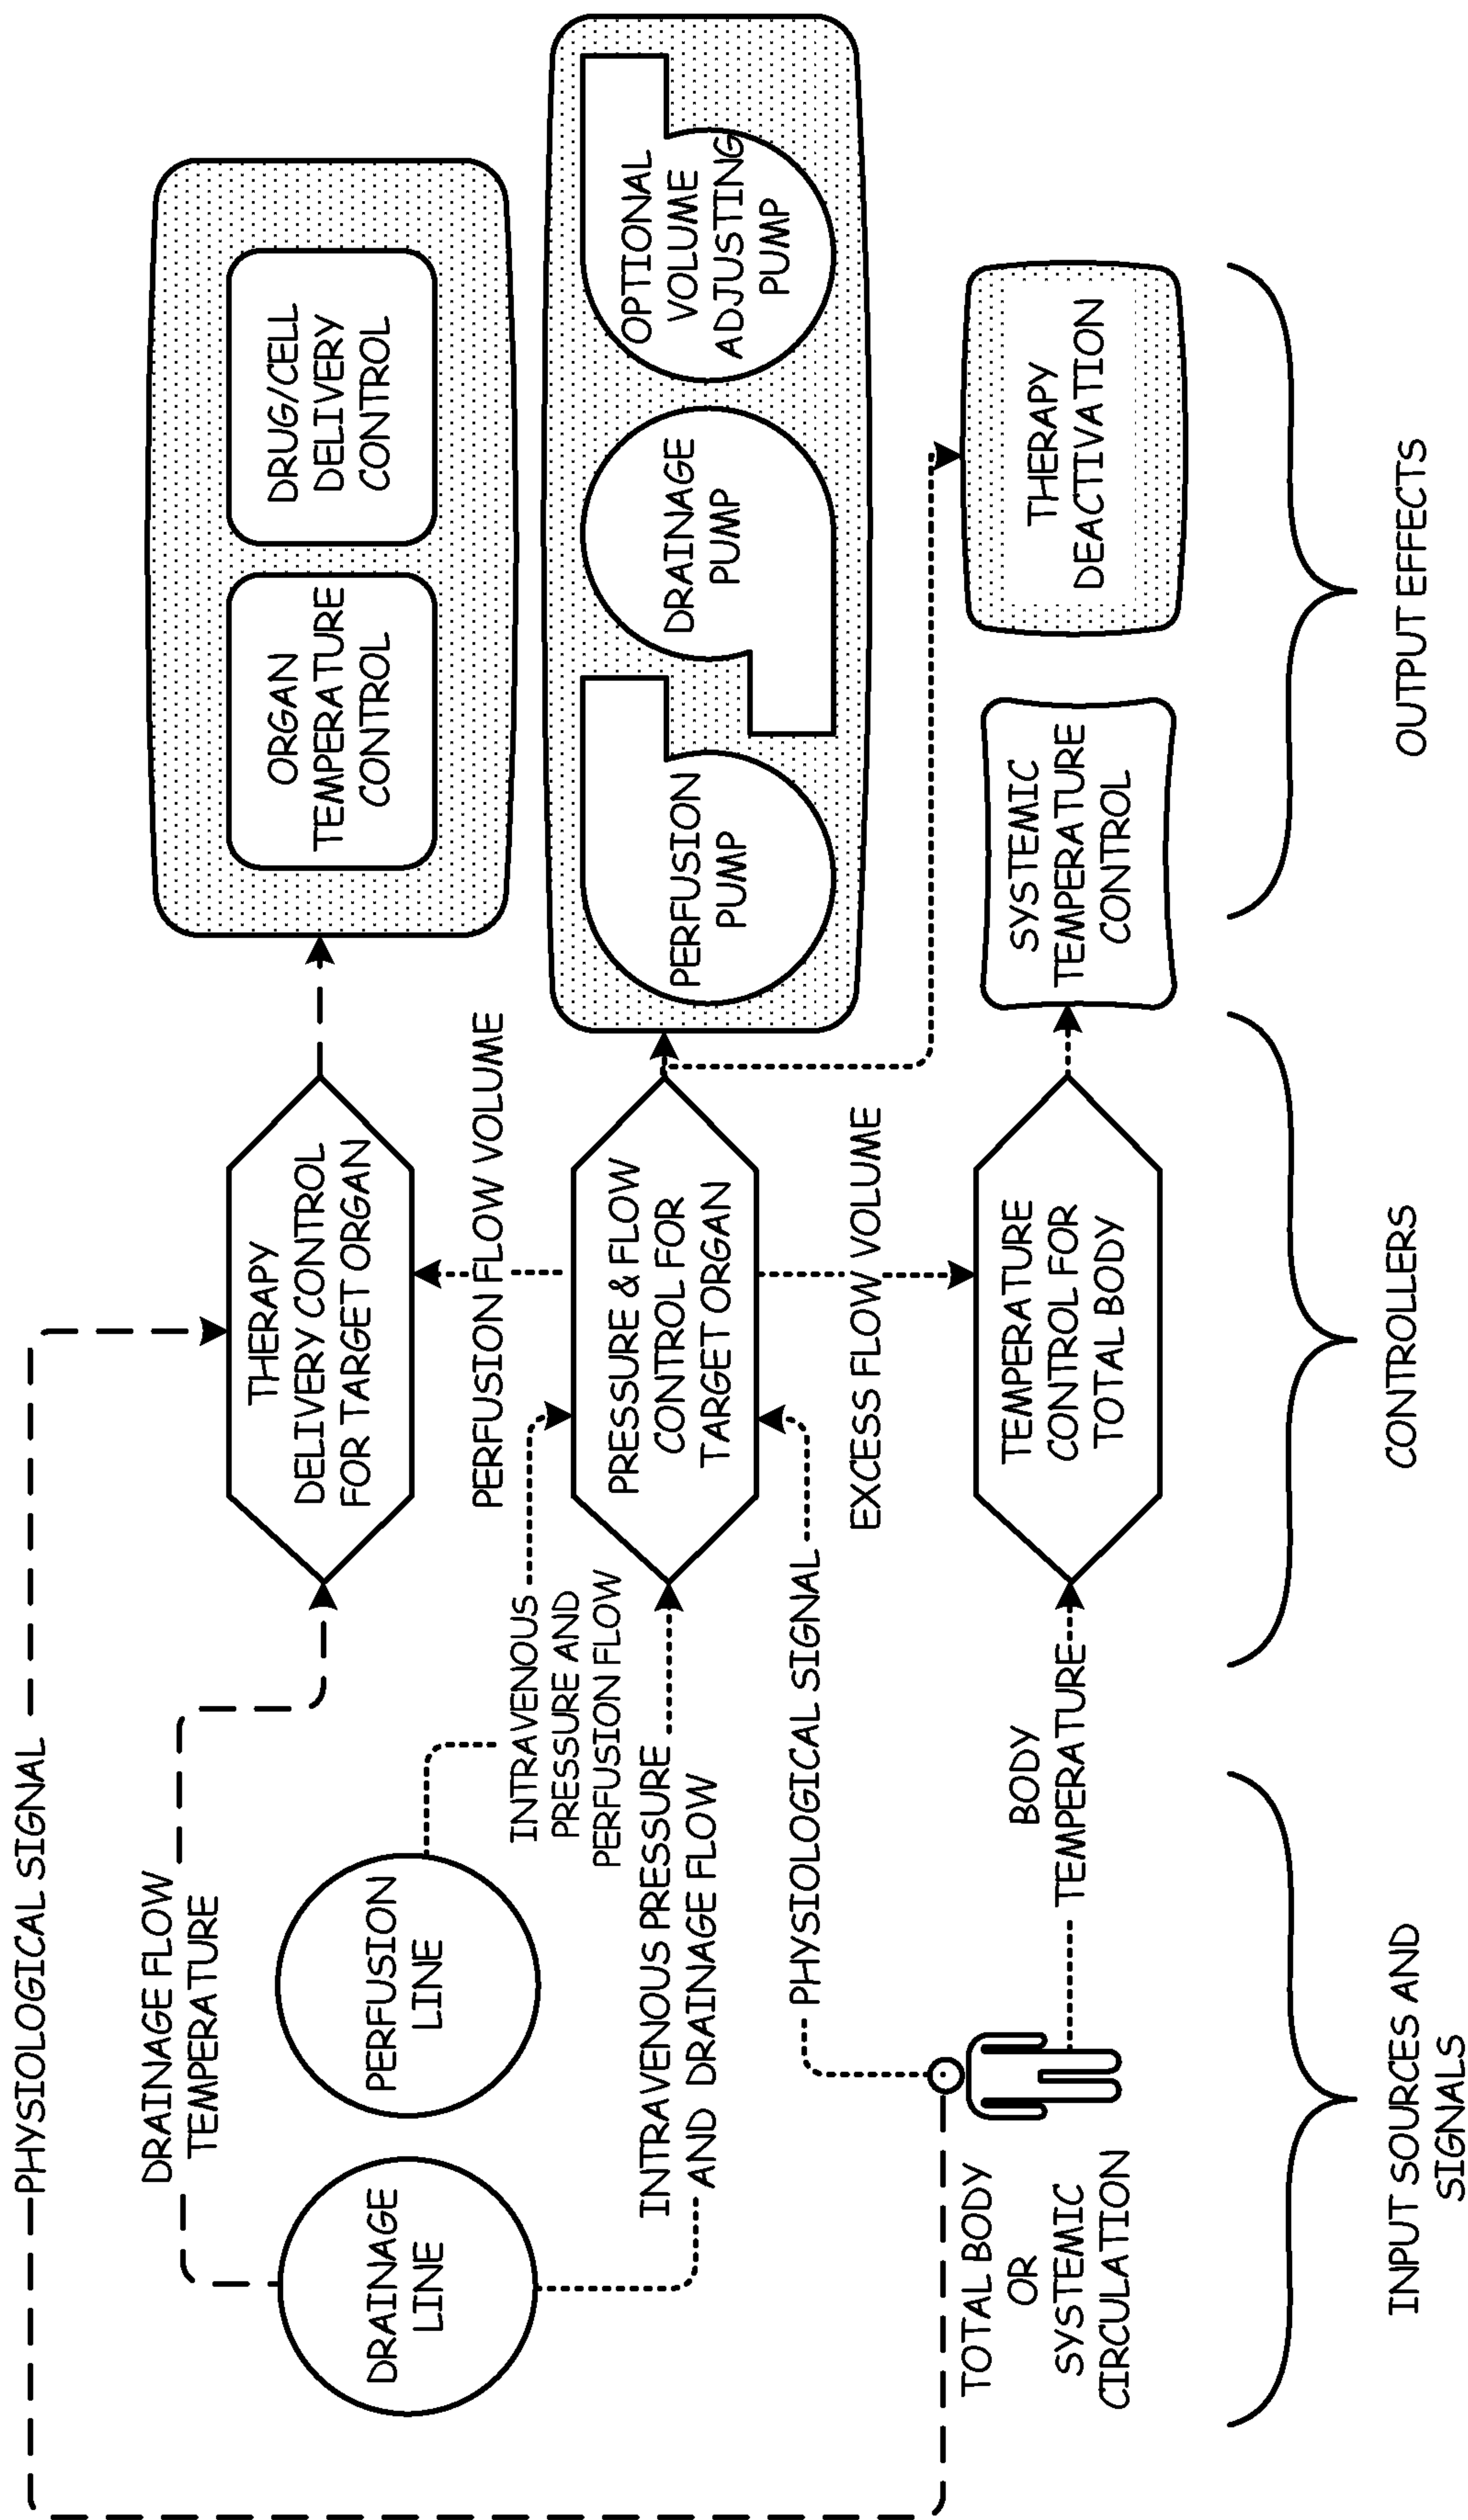 PHYSIOLOGICAL SIGNAL
DRAINAGE FLOW
TEMPERATURE
DRAINAGE
LINE
PERFUSION
LINE
INTRAVENOUS
PRESSURE AND
PERFUSION FLOW
INTRAVENOUS PRESSURE
AND DRAINAGE FLOW
PHYSIOLOGICAL SIGNAL
TOTAL BODY
OR
SYSTEMIC
CIRCULATION
BODY
TEMPERATURE
INPUT SOURCES AND
SIGNALS
THERAPY
DELIVERY CONTROL
FOR TARGET ORGAN
PERFUSION FLOW VOLUME
PRESSURE & FLOW
CONTROL FOR
TARGET ORGAN
EXCESS FLOW VOLUME
TEMPERATURE
CONTROL FOR
TOTAL BODY
CONTROLLERS
ORGAN
TEMPERATURE
CONTROL
DRUG/CELL
DELIVERY
CONTROL
PERFUSION
PUMP
DRAINAGE
PUMP
OPTIONAL
VOLUME
ADJUSTING
PUMP
SYSTEMIC
TEMPERATURE
CONTROL
THERAPY
DEACTIVATION
OUTPUT EFFECTS